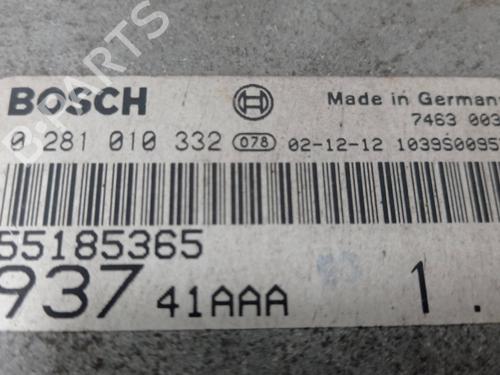 B-PARTS
BOSCH
Made in German
7463 003
0 281 010 332 078 02-12-12 1039S0095
55185365
937 41AAA 1.